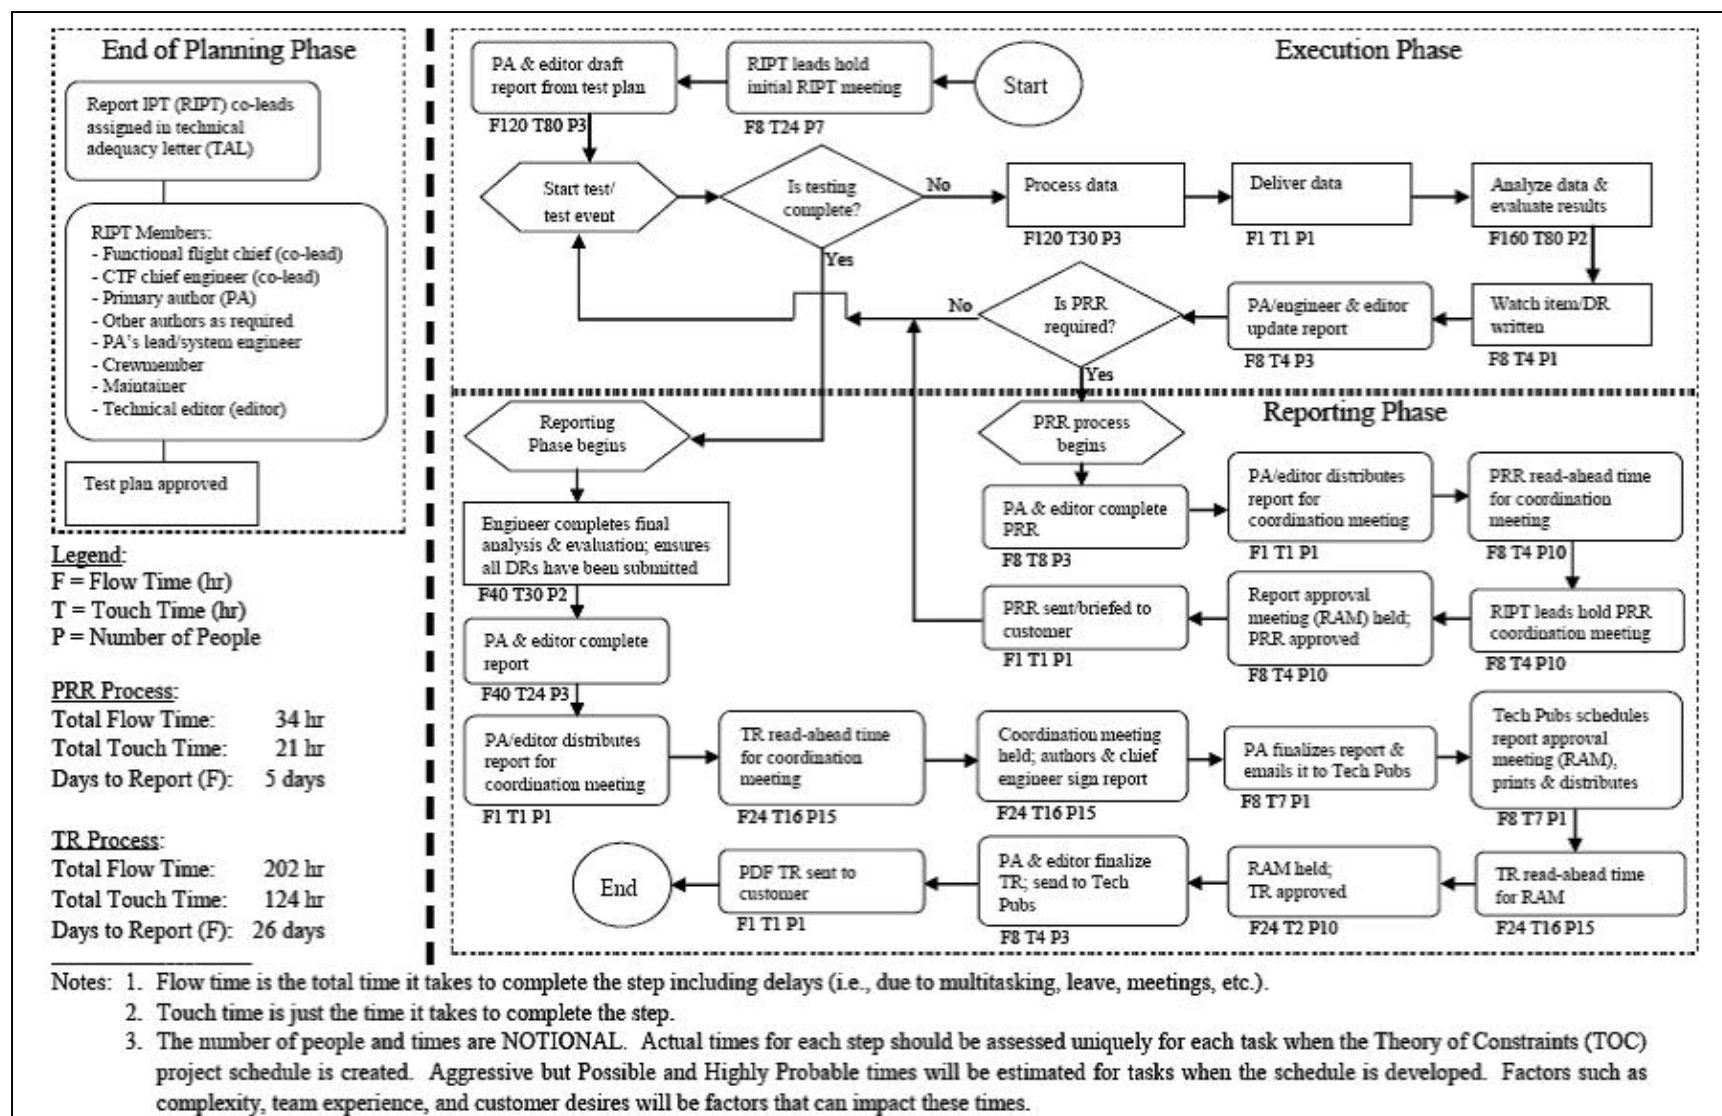 End of Planning Phase
Report IPT (RIPT) co-leads
assigned in technical
adequacy letter (TAL)
RIPT Members:
- Functional flight chief (co-lead)
- CTF chief engineer (co-lead)
- Primary author (PA)
- Other authors as required
- PA's lead/system engineer
- Crewmember
- Maintainer
- Technical editor (editor)
Test plan approved
Legend:
F = Flow Time (hr)
T = Touch Time (hr)
P = Number of People
PRR Process:
Total Flow Time: 34 hr
Total Touch Time: 21 hr
Days to Report (F): 5 days
TR Process:
Total Flow Time: 202 hr
Total Touch Time: 124 hr
Days to Report (F): 26 days
Execution Phase
Start
RIPT leads hold
initial RIPT meeting
F8 T24 P7
PA & editor draft
report from test plan
F120 T80 P3
Start test/
test event
Is testing
complete?
No
Yes
Process data
F120 T30 P3
Deliver data
F1 T1 P1
Analyze data &
evaluate results
F160 T80 P2
Watch item/DR
written
F8 T4 P1
PA/engineer & editor
update report
F8 T4 P3
Is PRR
required?
No
Yes
Reporting Phase
PRR process
begins
PA & editor complete
PRR
F8 T8 P3
PA/editor distributes
report for
coordination meeting
F1 T1 P1
PRR read-ahead time
for coordination
meeting
F8 T4 P10
RIPT leads hold PRR
coordination meeting
F8 T4 P10
Report approval
meeting (RAM) held;
PRR approved
F8 T4 P10
PRR sent/briefed to
customer
F1 T1 P1
Reporting
Phase begins
Engineer completes final
analysis & evaluation; ensures
all DRs have been submitted
F40 T30 P2
PA & editor complete
report
F40 T24 P3
PA/editor distributes
report for
coordination meeting
F1 T1 P1
TR read-ahead time
for coordination
meeting
F24 T16 P15
Coordination meeting
held; authors & chief
engineer sign report
F24 T16 P15
PA finalizes report &
emails it to Tech Pubs
F8 T7 P1
Tech Pubs schedules
report approval
meeting (RAM),
prints & distributes
F8 T7 P1
TR read-ahead time
for RAM
F24 T16 P15
RAM held;
TR approved
F24 T2 P10
PA & editor finalize
TR; send to Tech
Pubs
F8 T4 P3
PDF TR sent to
customer
F1 T1 P1
End
Notes: 1. Flow time is the total time it takes to complete the step including delays (i.e., due to multitasking, leave, meetings, etc.).
2. Touch time is just the time it takes to complete the step.
3. The number of people and times are NOTIONAL. Actual times for each step should be assessed uniquely for each task when the Theory of Constraints (TOC)
project schedule is created. Aggressive but Possible and Highly Probable times will be estimated for tasks when the schedule is developed. Factors such as
complexity, team experience, and customer desires will be factors that can impact these times.